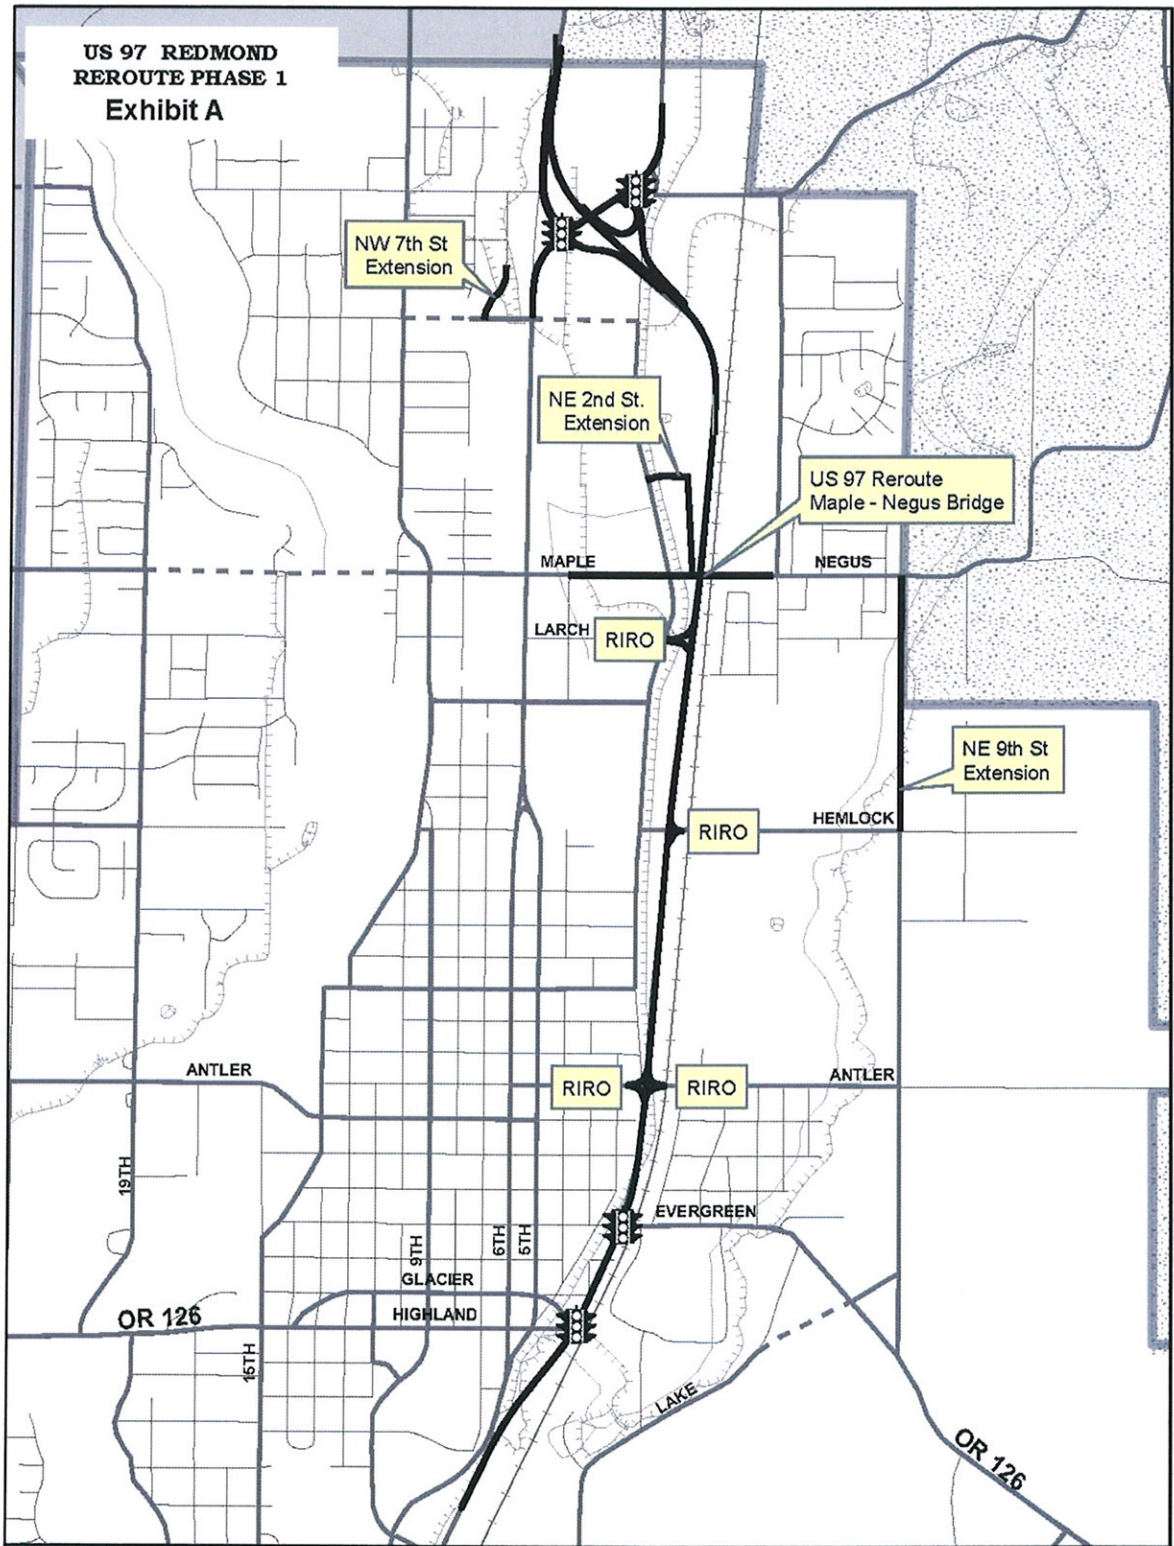 US 97 REDMOND
REROUTE PHASE 1
Exhibit A
NW 7th St
Extension
NE 2nd St.
Extension
US 97 Reroute
Maple - Negus Bridge
MAPLE
NEGUS
LARCH
RIRO
NE 9th St
Extension
RIRO
HEMLOCK
ANTLER
RIRO
RIRO
ANTLER
19TH
EVERGREEN
9TH
6TH
5TH
GLACIER
HIGHLAND
OR 126
15TH
LAKE
OR 126